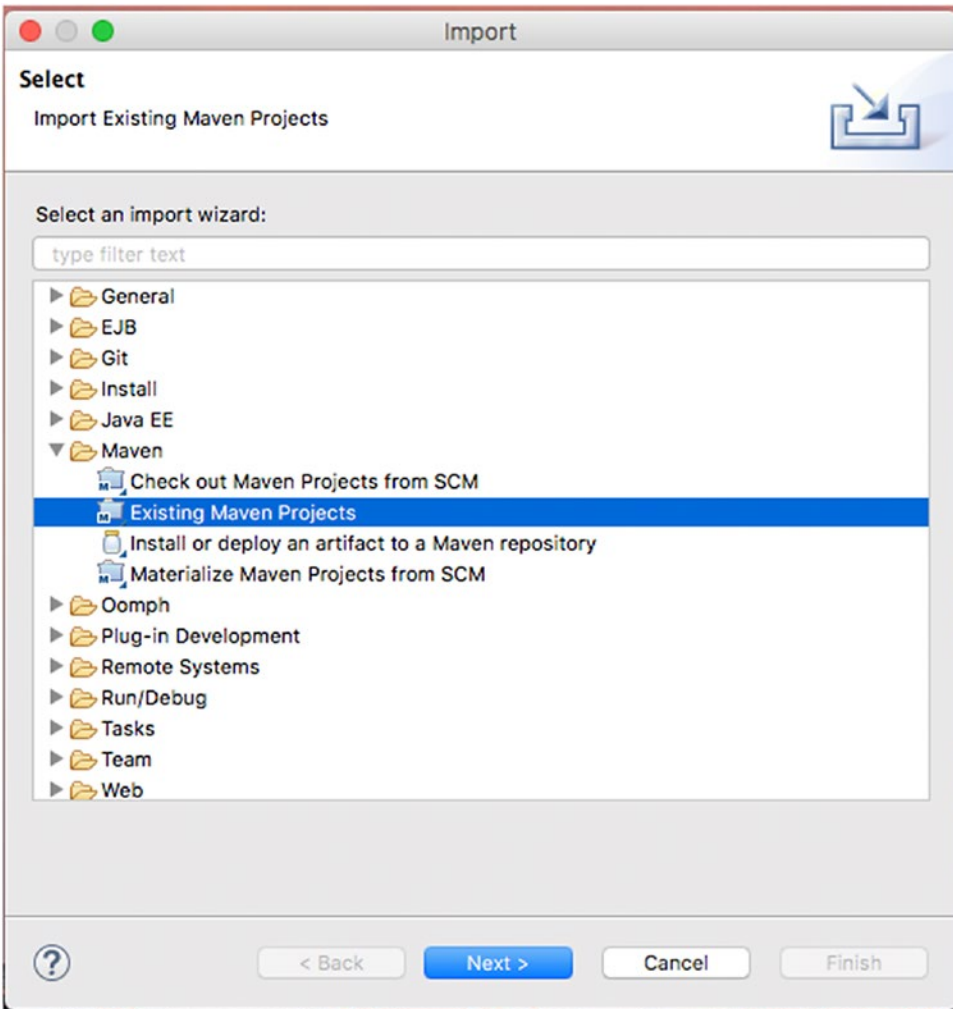 Import
Select
Import Existing Maven Projects
Select an import wizard:
type filter text
General
EJB
Git
Install
Java EE
Maven
Check out Maven Projects from SCM
Existing Maven Projects
Install or deploy an artifact to a Maven repository
Materialize Maven Projects from SCM
Oomph
Plug-in Development
Remote Systems
Run/Debug
Tasks
Team
Web
? < Back Next > Cancel Finish